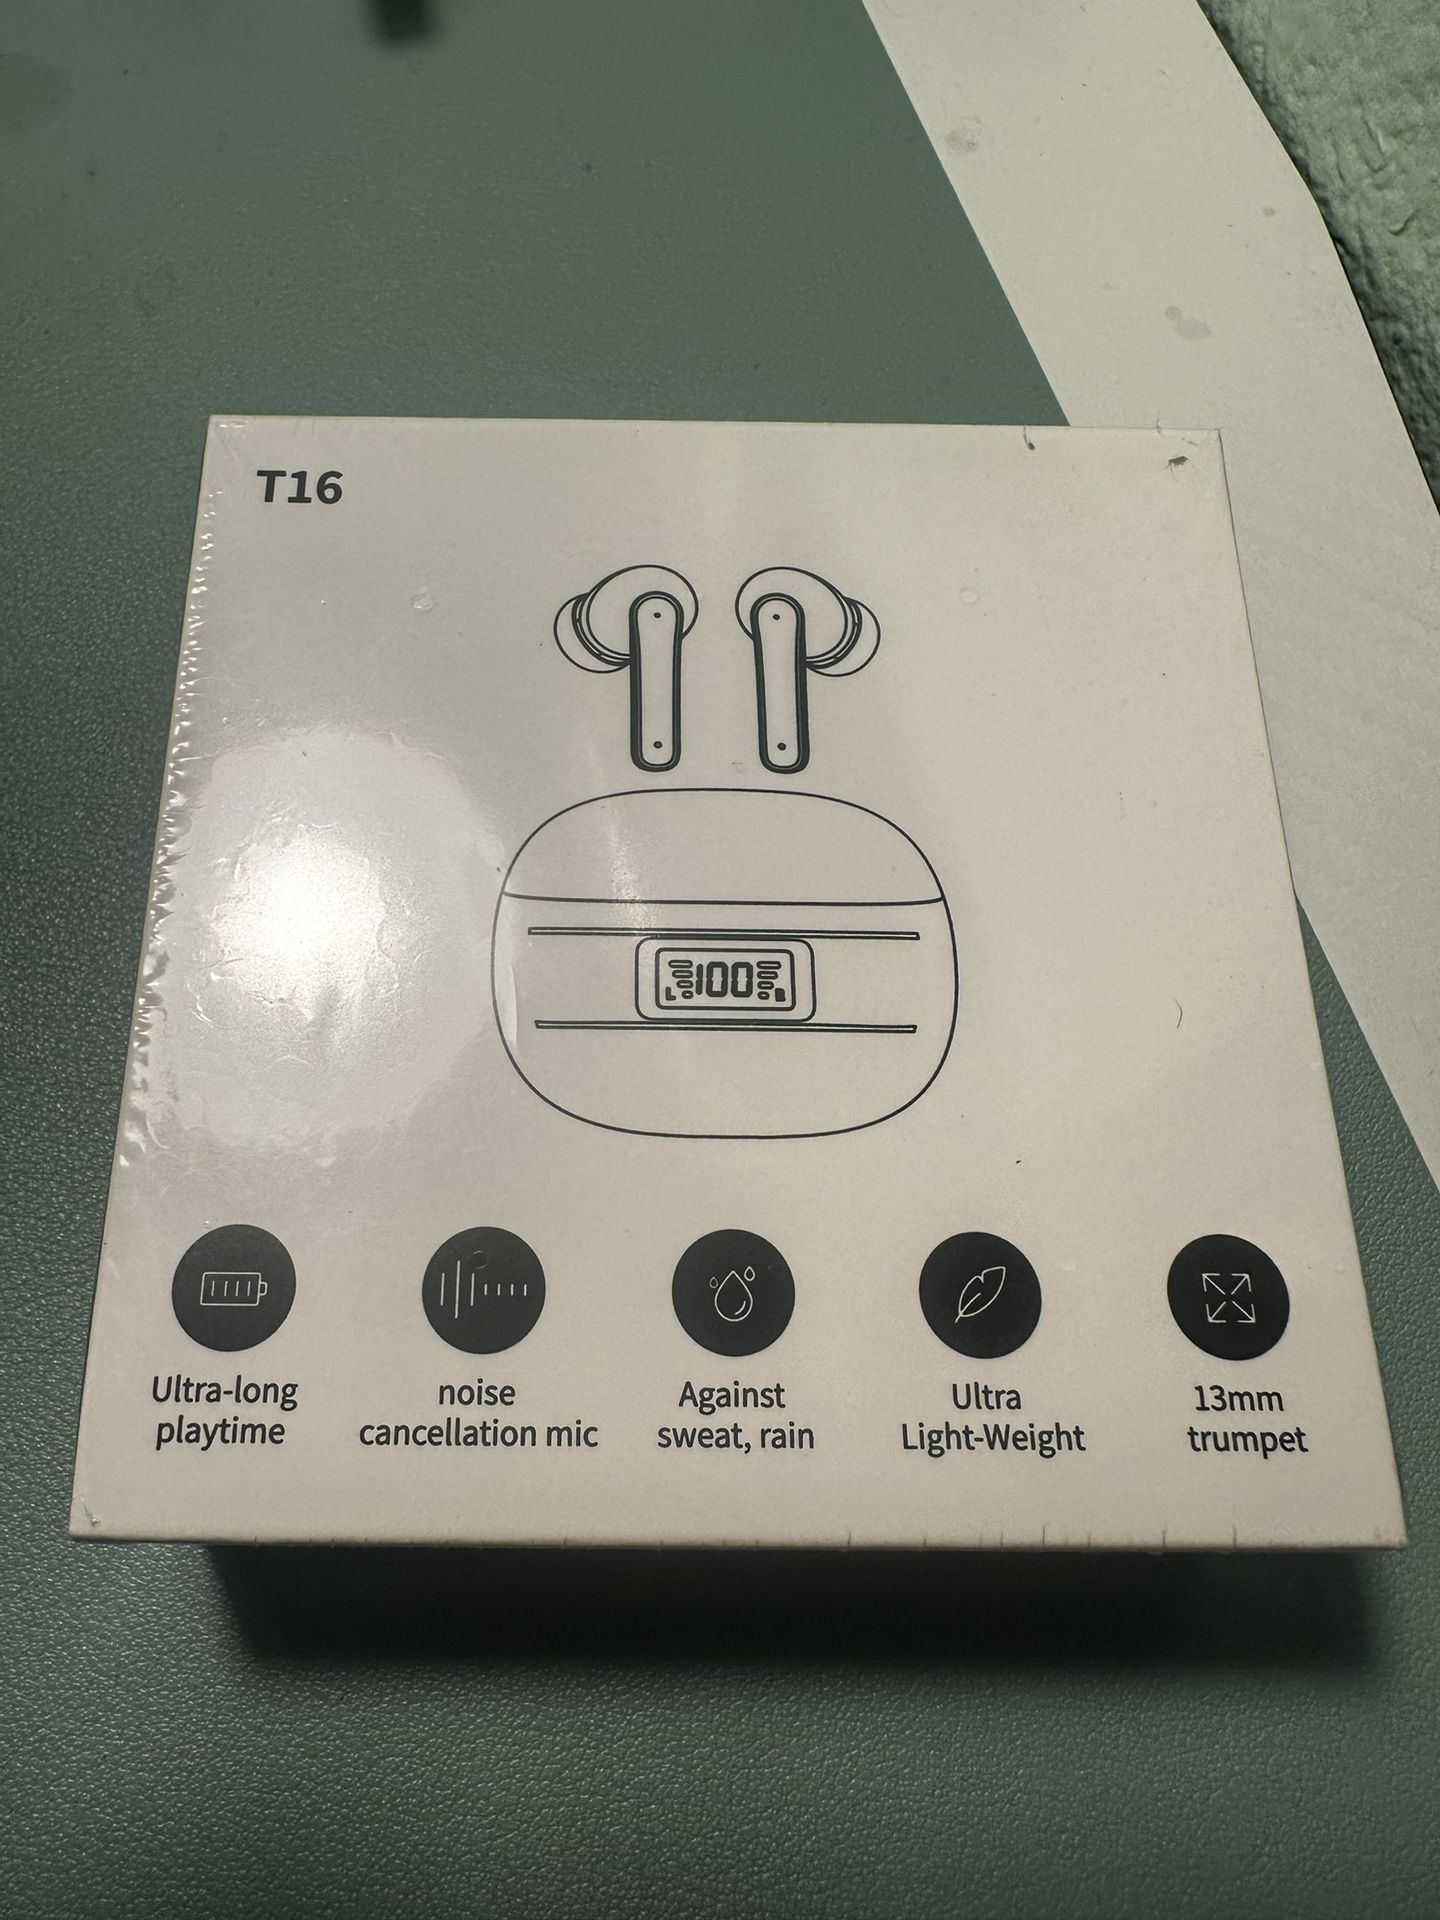 T16
L 100 R
Ultra-long
playtime
noise
cancellation mic
Against
sweat, rain
Ultra
Light-Weight
13mm
trumpet